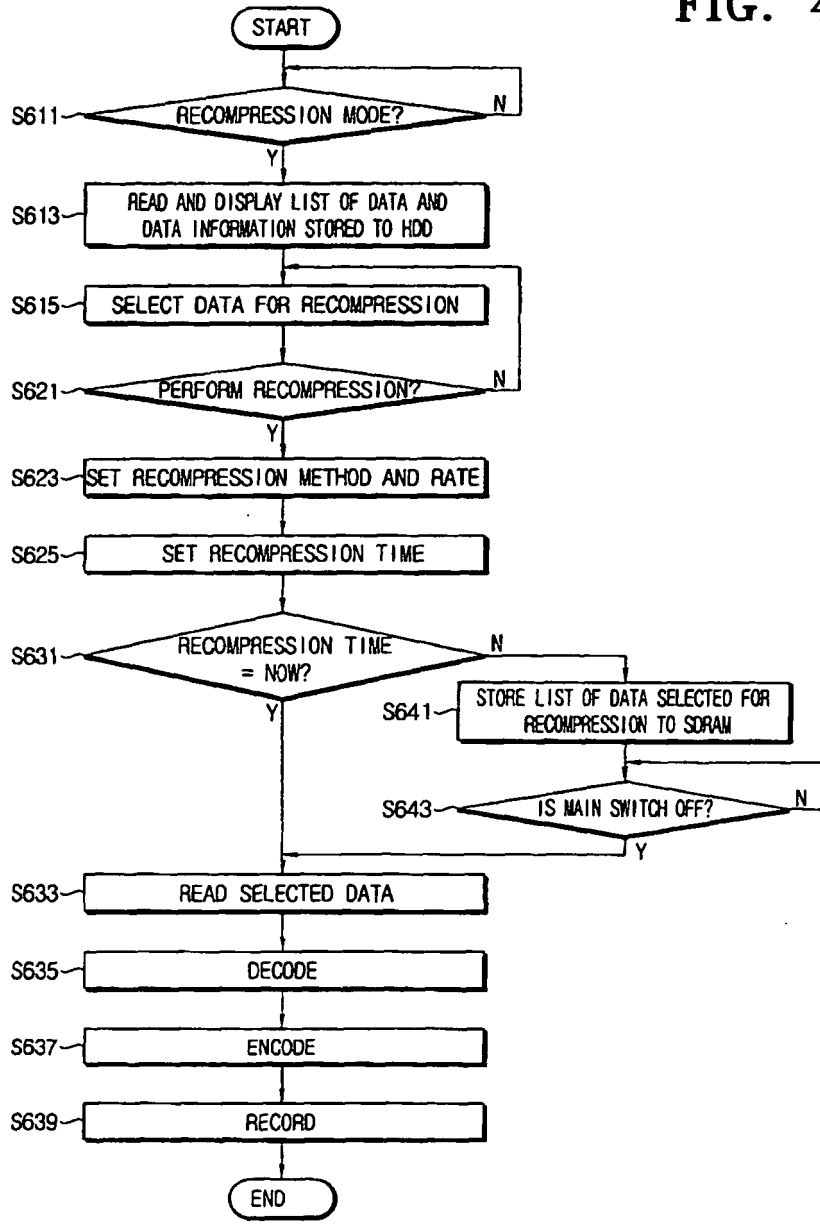 FIG. 4
START
S611
RECOMPRESSION MODE?
N
Y
S613
READ AND DISPLAY LIST OF DATA AND
DATA INFORMATION STORED TO HDD
S615
SELECT DATA FOR RECOMPRESSION
S621
PERFORM RECOMPRESSION?
N
Y
S623
SET RECOMPRESSION METHOD AND RATE
S625
SET RECOMPRESSION TIME
S631
RECOMPRESSION TIME
= NOW?
N
Y
S641
STORE LIST OF DATA SELECTED FOR
RECOMPRESSION TO SDRAM
S643
IS MAIN SWITCH OFF?
N
Y
S633
READ SELECTED DATA
S635
DECODE
S637
ENCODE
S639
RECORD
END